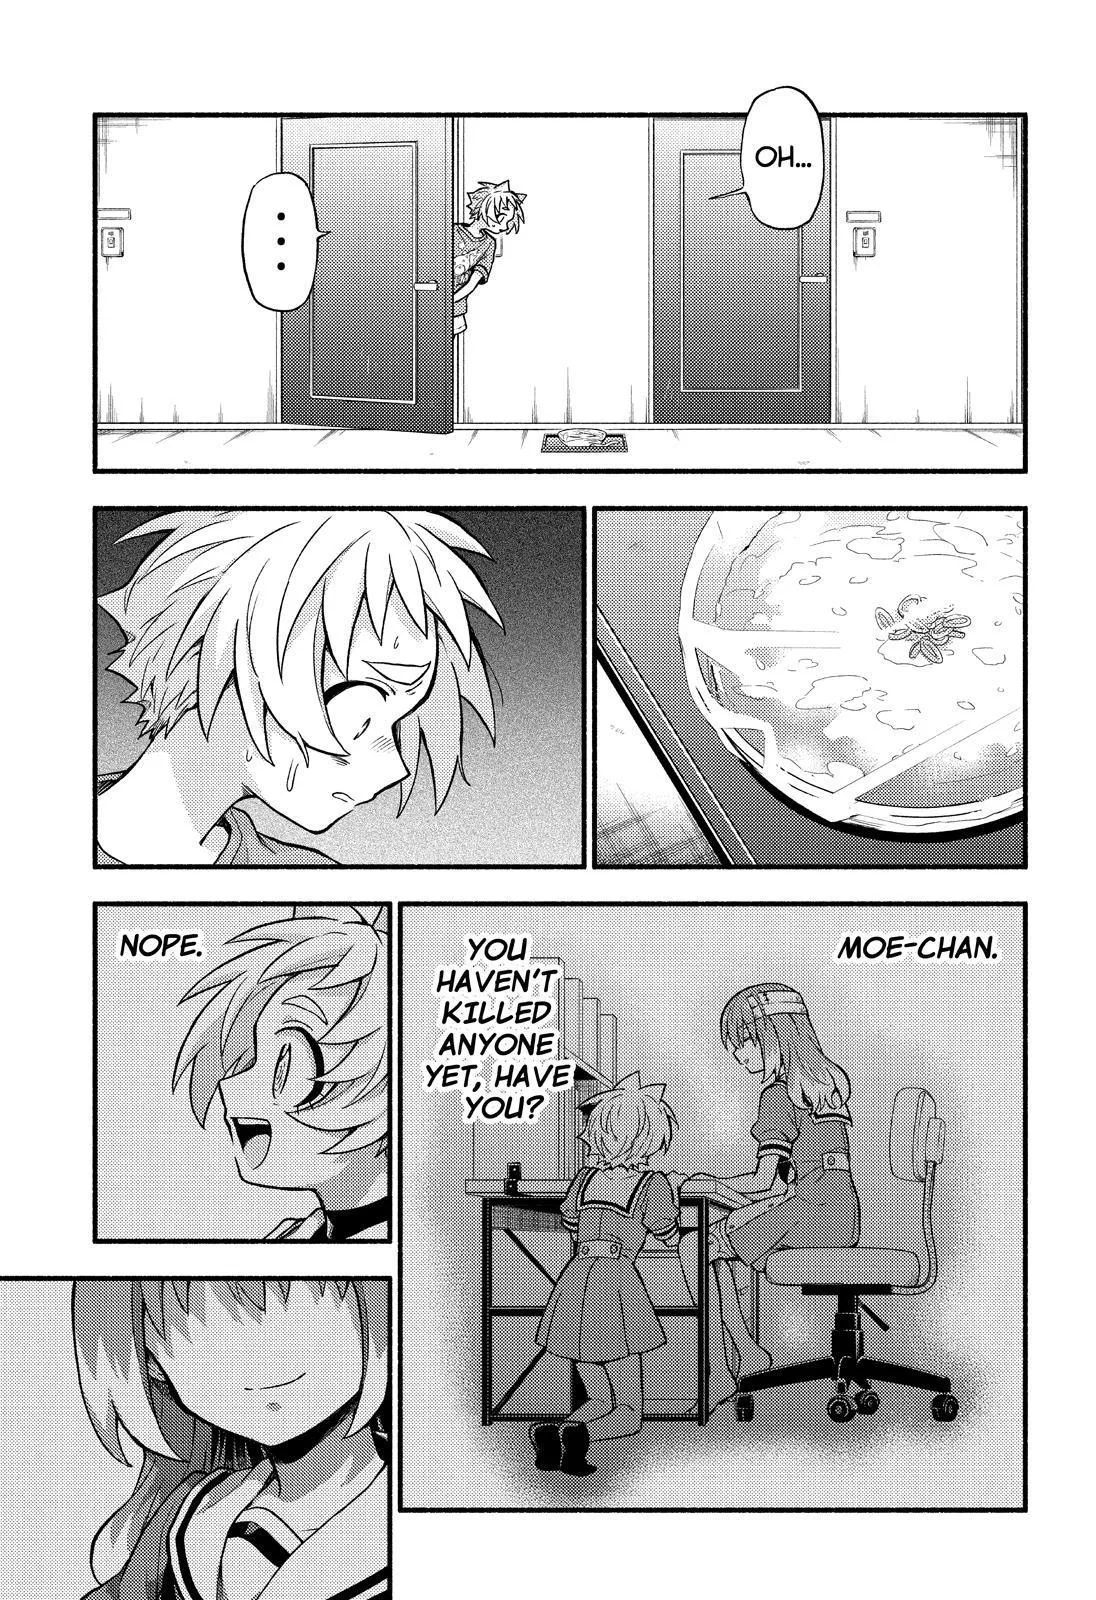 OH...
...
MOE-CHAN.
YOU
HAVEN'T
KILLED
ANYONE
YET, HAVE
YOU?
NOPE.